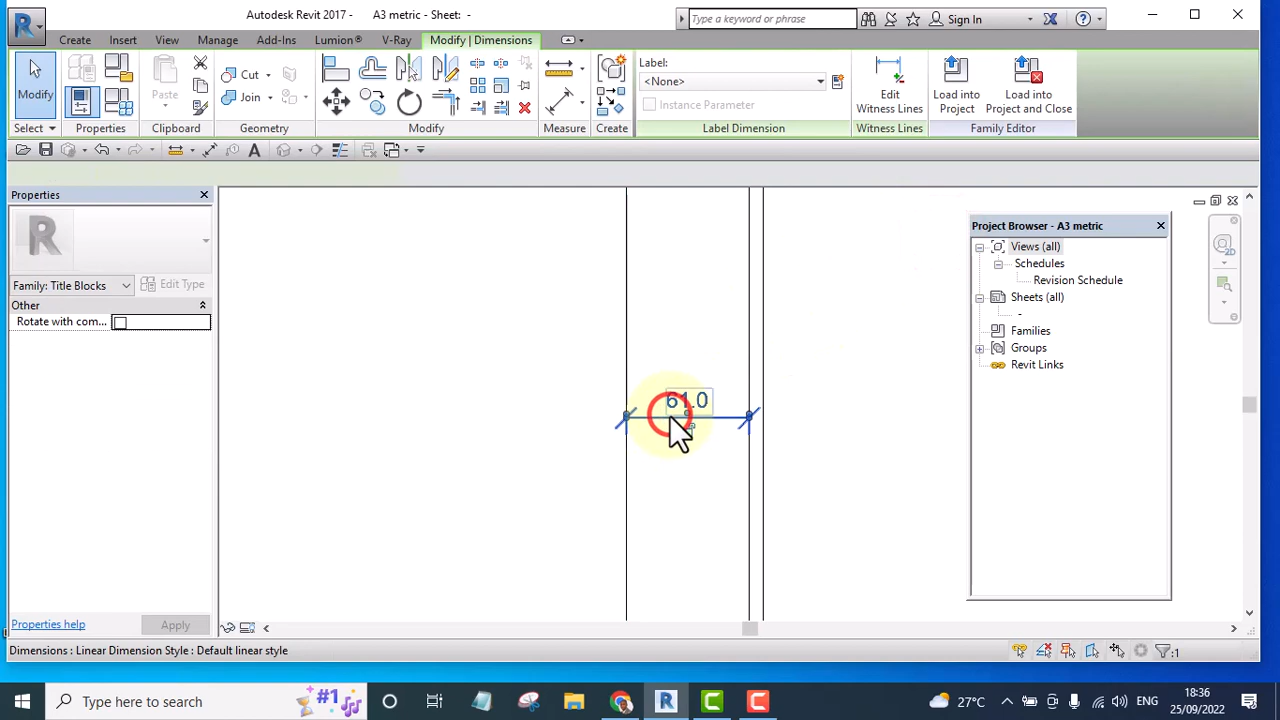 Autodesk Revit 2017 - A3 metric - Sheet: -
Type a keyword or phrase
Sign In
Create Insert View Manage Add-Ins Lumion® V-Ray Modify | Dimensions
Modify
Paste
Cut
Join
Label:
<None>
Instance Parameter
Edit
Witness Lines
Load into
Project
Load into
Project and Close
Select Properties Clipboard Geometry Modify Measure Create Label Dimension Witness Lines Family Editor
Properties
Family: Title Blocks
Edit Type
Other
Rotate with com...
Properties help
Apply
61.0
2D
Project Browser - A3 metric
Views (all)
Schedules
Revision Schedule
Sheets (all)
-
Families
Groups
Revit Links
Dimensions : Linear Dimension Style : Default linear style
:1
Type here to search
#1
27°C
ENG
18:36
25/09/2022